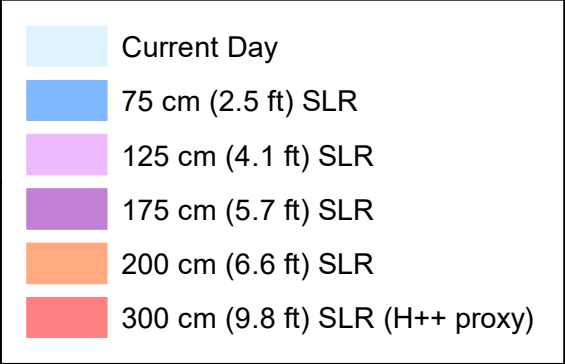 Current Day
75 cm (2.5 ft) SLR
125 cm (4.1 ft) SLR
175 cm (5.7 ft) SLR
200 cm (6.6 ft) SLR
300 cm (9.8 ft) SLR (H++ proxy)